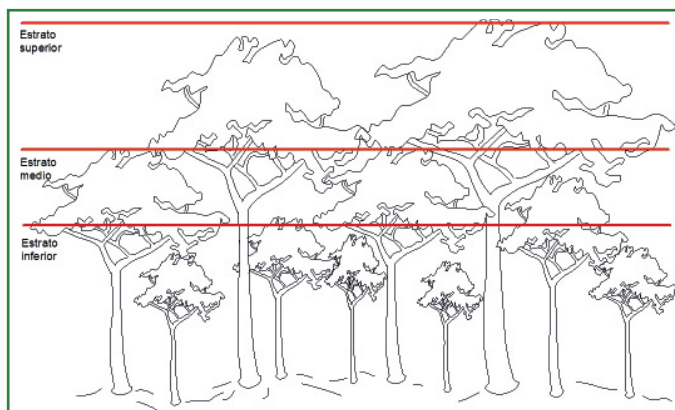 Estrato
superior
Estrato
medio
Estrato
inferior